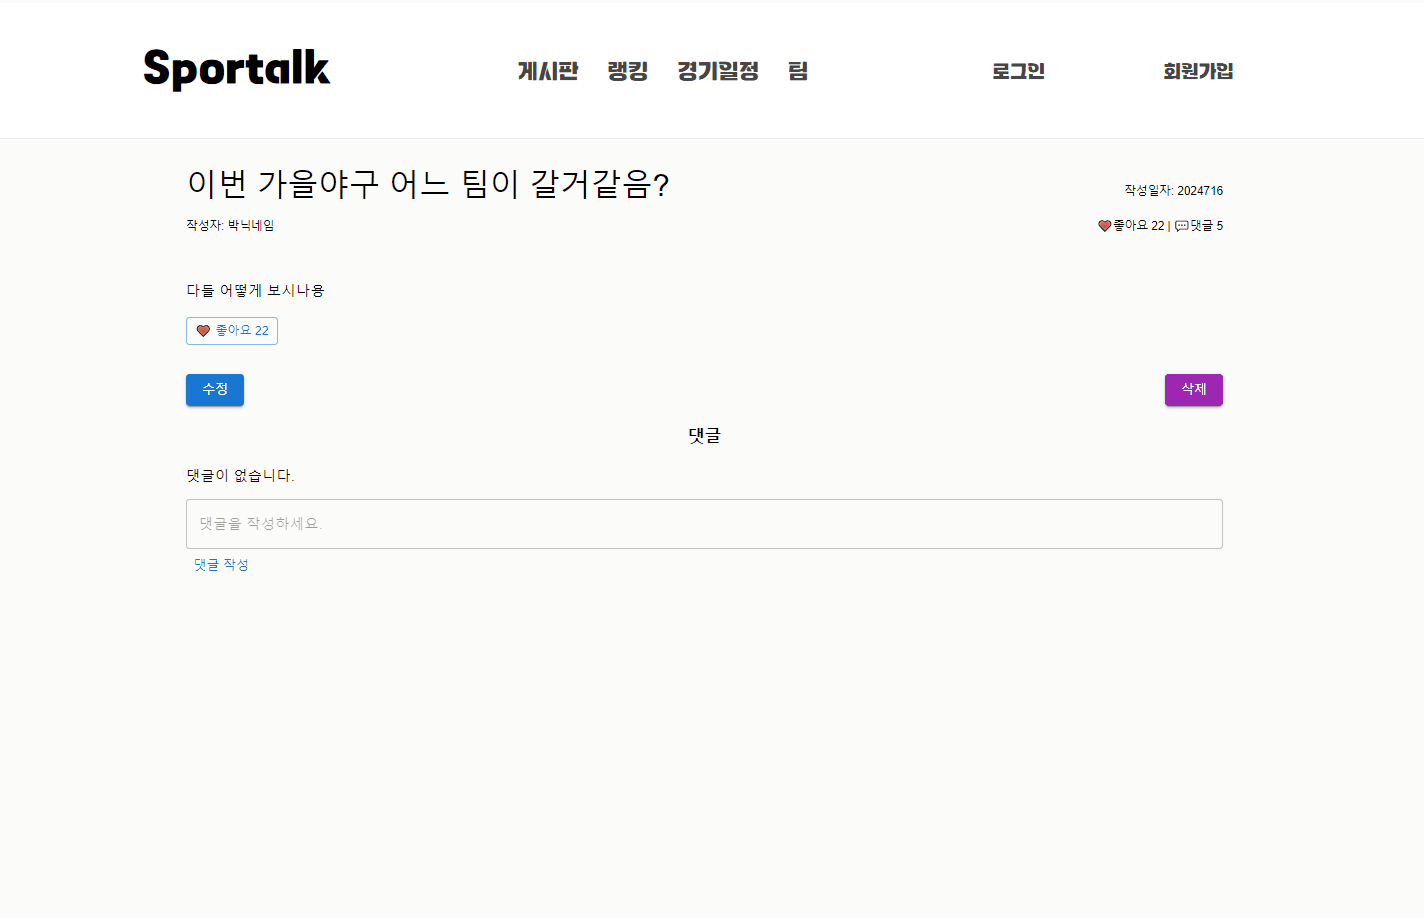 Sportalk 게시판 랭킹 경기일정 팀 로그인 회원가입
이번 가을야구 어느 팀이 갈거같음?
작성일자: 2024716
작성자: 박닉네임
좋아요 22 | 댓글 5
다들 어떻게 보시나용
좋아요 22
수정 삭제
댓글
댓글이 없습니다.
댓글을 작성하세요.
댓글 작성